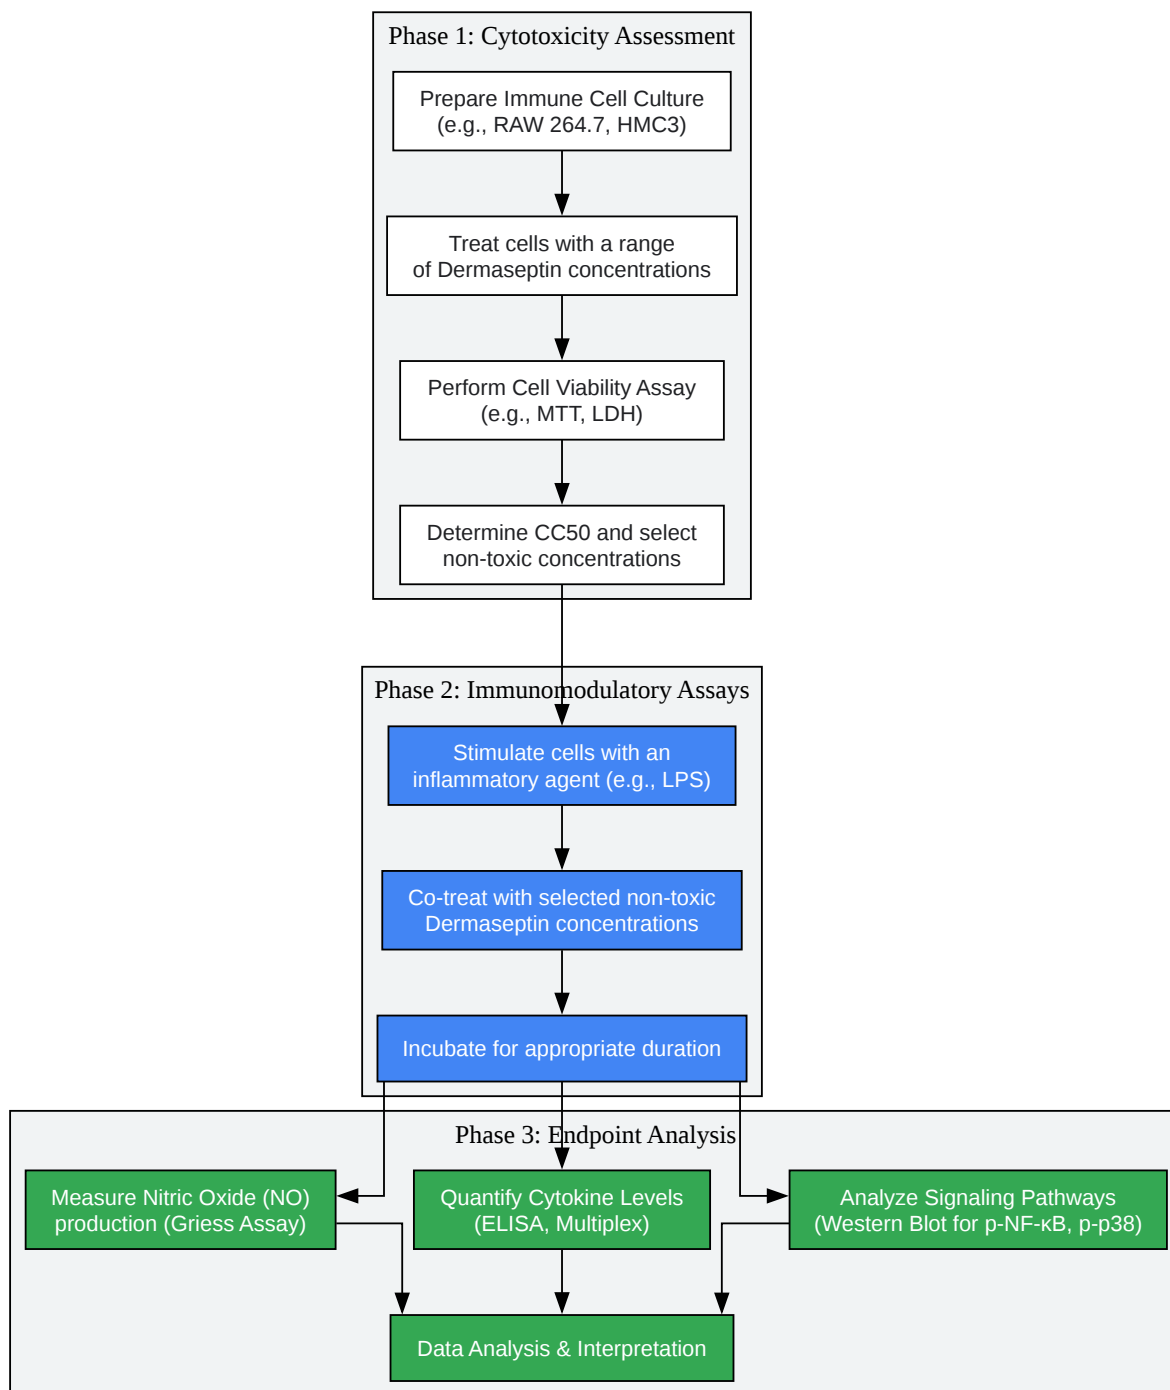 Phase 1: Cytotoxicity Assessment
Prepare Immune Cell Culture
(e.g., RAW 264.7, HMC3)
Treat cells with a range
of Dermaseptin concentrations
Perform Cell Viability Assay
(e.g., MTT, LDH)
Determine CC50 and select
non-toxic concentrations
Phase 2: Immunomodulatory Assays
Stimulate cells with an
inflammatory agent (e.g., LPS)
Co-treat with selected non-toxic
Dermaseptin concentrations
Incubate for appropriate duration
Phase 3: Endpoint Analysis
Measure Nitric Oxide (NO)
production (Griess Assay)
Quantify Cytokine Levels
(ELISA, Multiplex)
Analyze Signaling Pathways
(Western Blot for p-NF-κB, p-p38)
Data Analysis & Interpretation